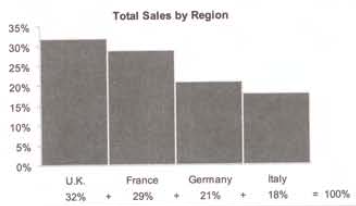 Total Sales by Region
35%
30%
25%
20%
15%
10%
5%
0%
U.K. France Germany Italy
32% + 29% + 21% + 18% = 100%